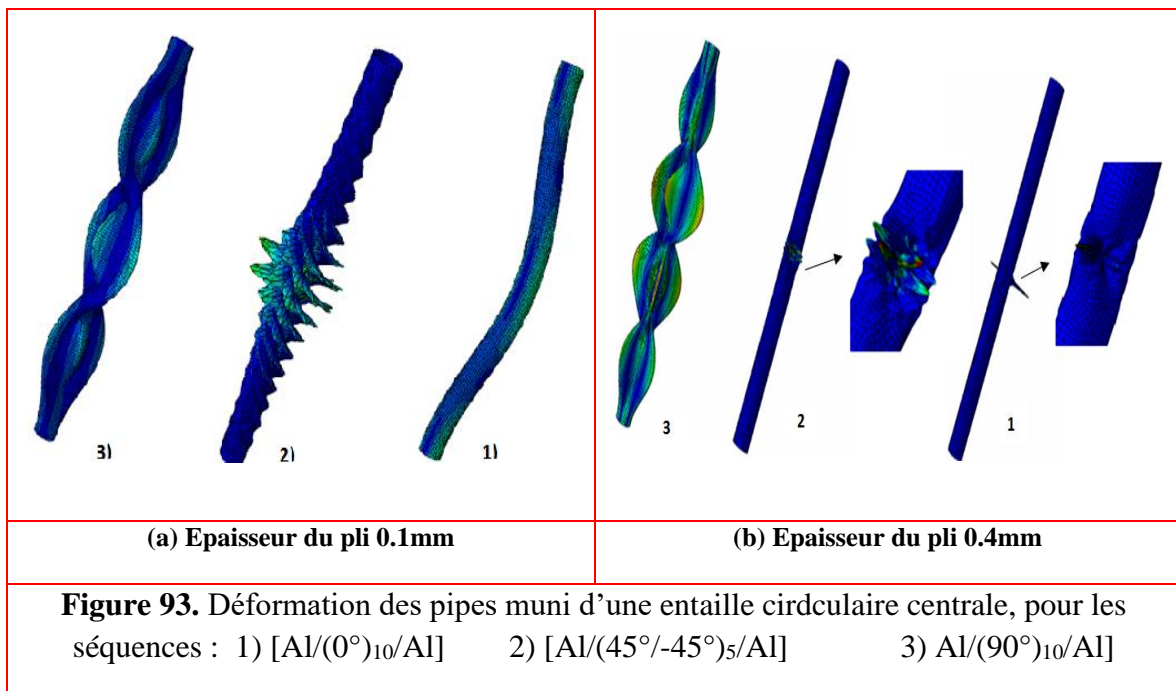 3)
2)
1)
3
2
1
(a) Epaisseur du pli 0.1mm
(b) Epaisseur du pli 0.4mm
Figure 93. Déformation des pipes muni d’une entaille cirdculaire centrale, pour les
séquences : 1) [Al/(0°)₁₀/Al] 2) [Al/(45°/-45°)₅/Al] 3) Al/(90°)₁₀/Al]